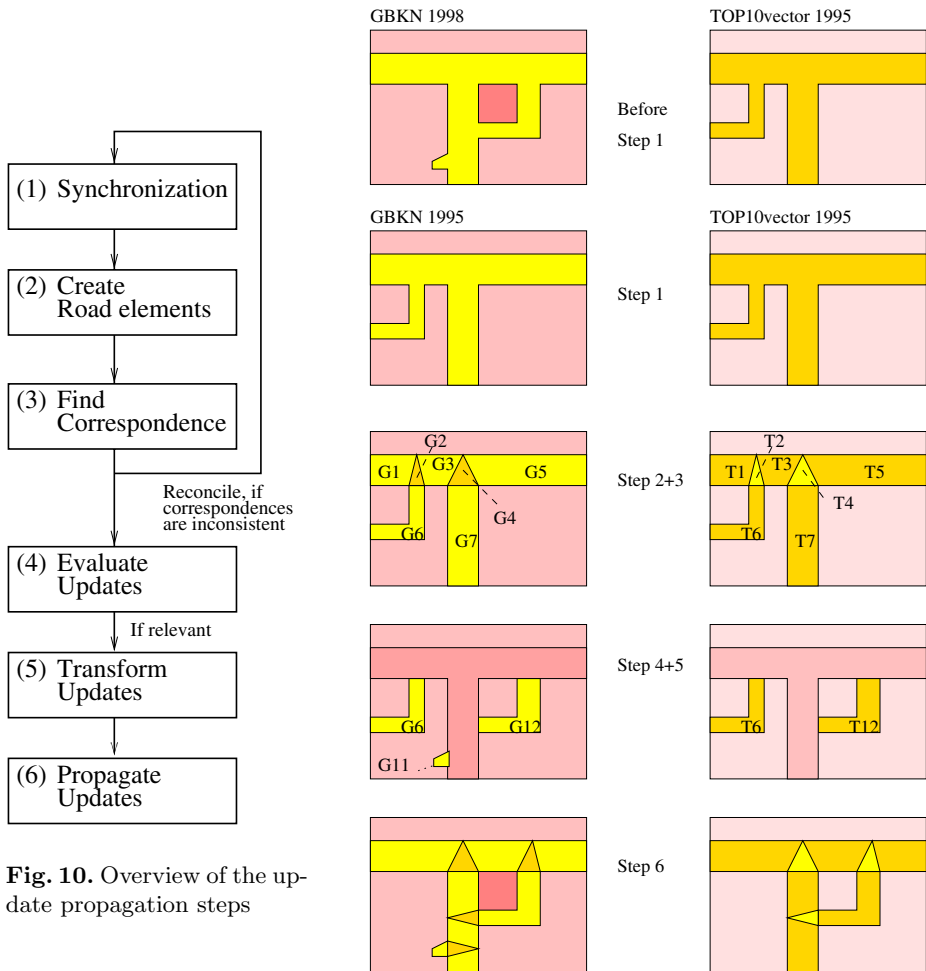 (1) Synchronization
(2) Create
Road elements
(3) Find
Correspondence
Reconcile, if
correspondences
are inconsistent
(4) Evaluate
Updates
If relevant
(5) Transform
Updates
(6) Propagate
Updates
Fig. 10. Overview of the up-
date propagation steps
GBKN 1998
TOP10vector 1995
Before
Step 1
GBKN 1995
TOP10vector 1995
Step 1
G2
G1
G3
G5
G4
G6
G7
Step 2+3
T2
T1
T3
T5
T4
T6
T7
Step 4+5
G6
G12
G11
T6
T12
Step 6